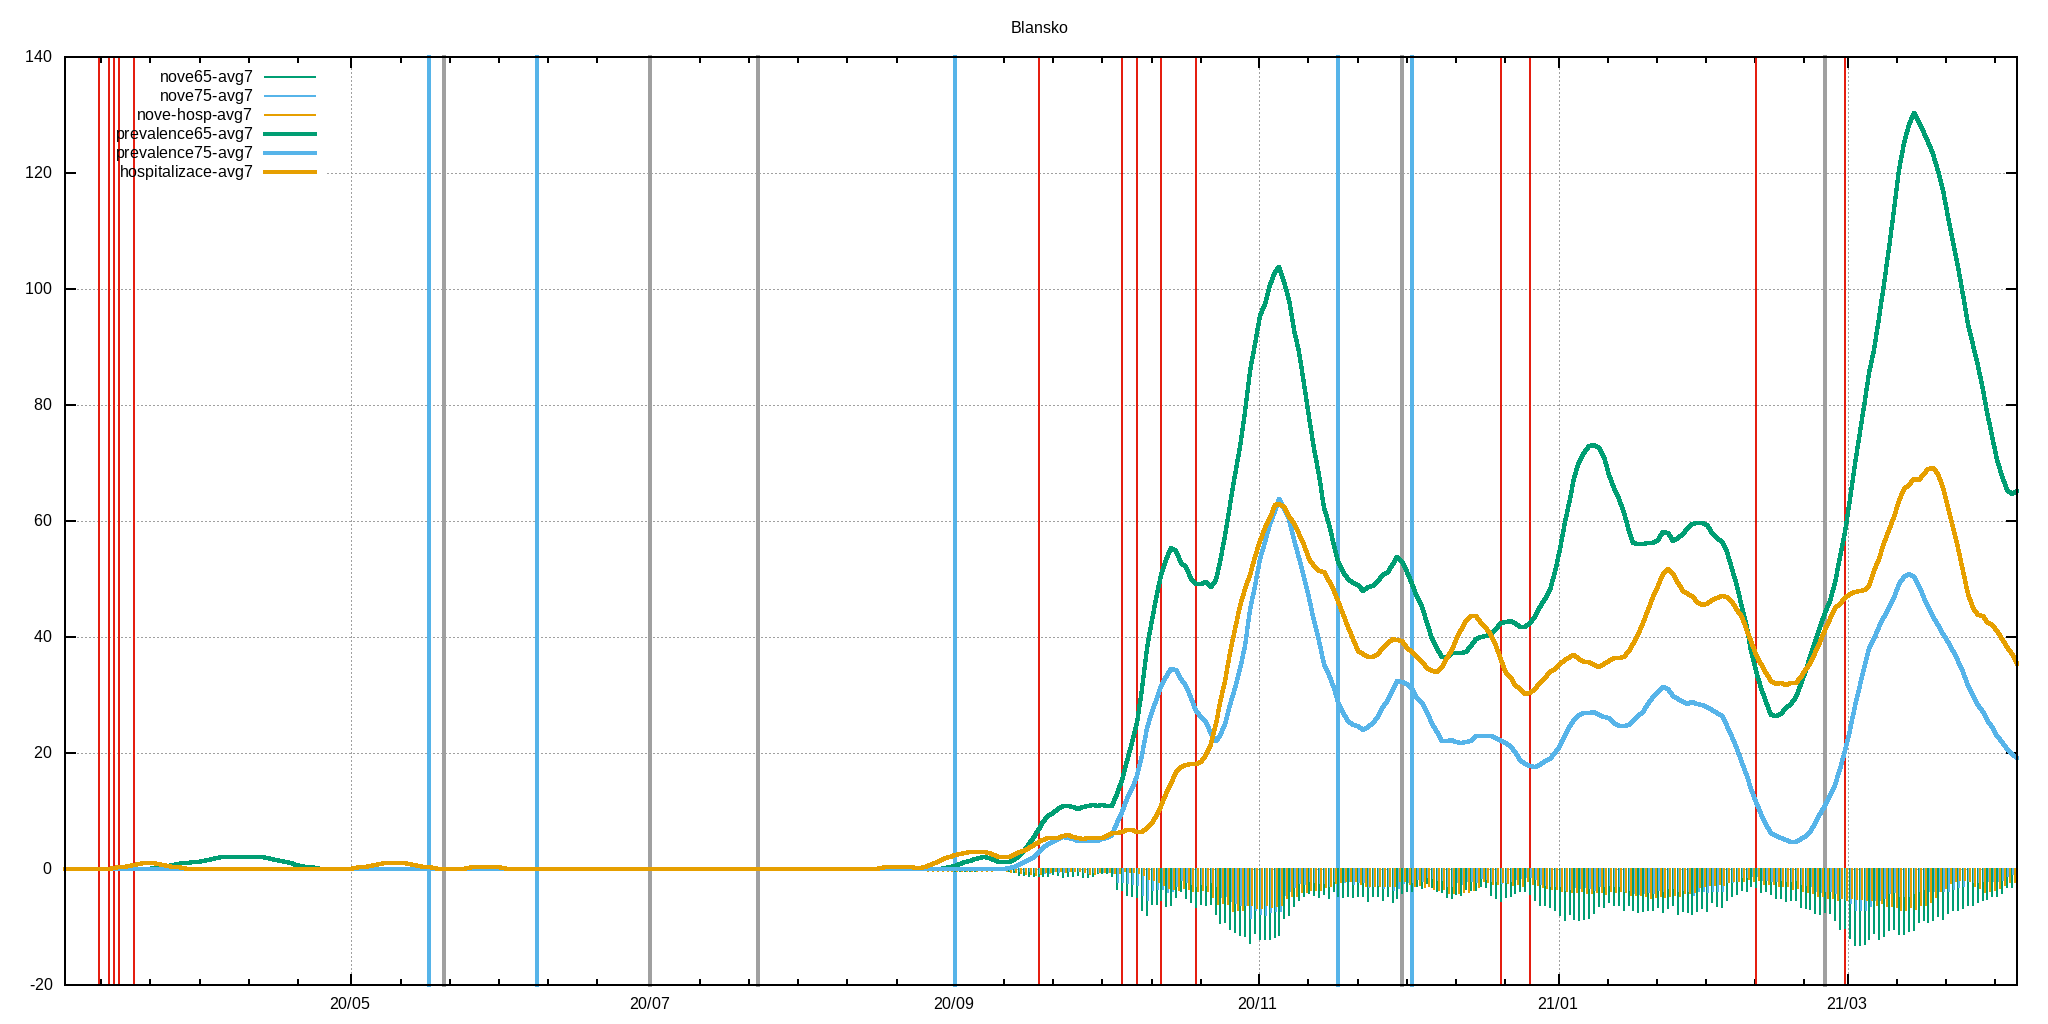 Blansko
140
120
100
80
60
40
20
0
-20
nove65-avg7
nove75-avg7
nove-hosp-avg7
prevalence65-avg7
prevalence75-avg7
hospitalizace-avg7
20/05
20/07
20/09
20/11
21/01
21/03